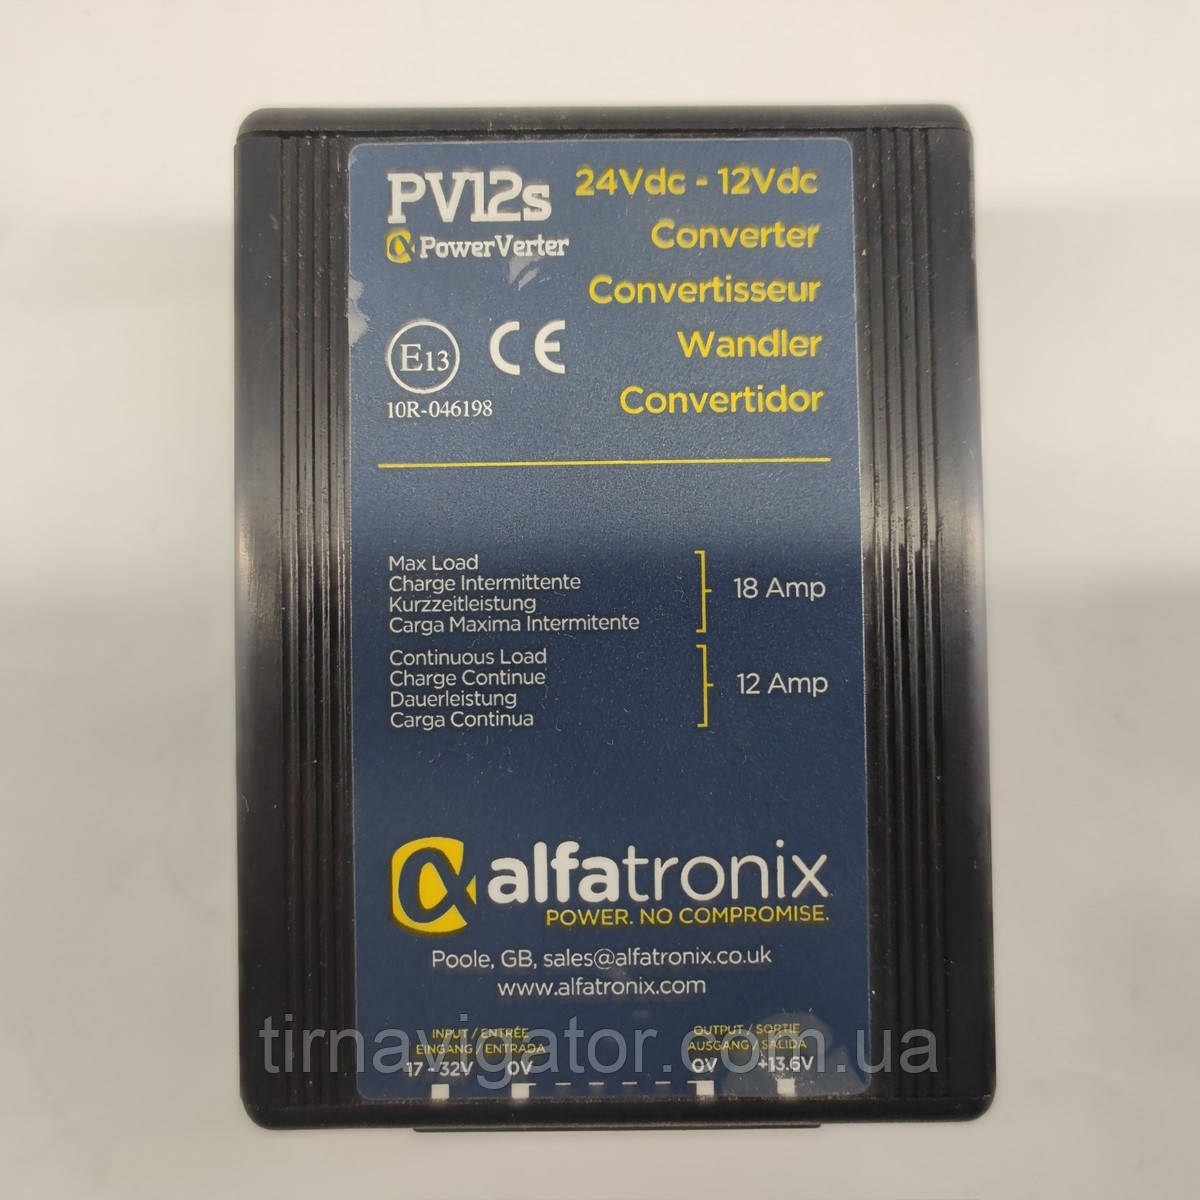 PV12s
PowerVerter
24Vdc - 12Vdc
Converter
Convertisseur
Wandler
Convertidor
E13
CE
10R-046198
Max Load
Charge Intermittente
Kurzzeitleistung
Carga Maxima Intermitente
18 Amp
Continuous Load
Charge Continue
Dauerleistung
Carga Continua
12 Amp
alfatronix
POWER. NO COMPROMISE.
Poole, GB, sales@alfatronix.co.uk
www.alfatronix.com
INPUT / ENTRÉE
EINGANG / ENTRADA
17 - 32V 0V
OUTPUT / SORTIE
AUSGANG / SALIDA
0V +13.6V
tirnavigator.com.ua